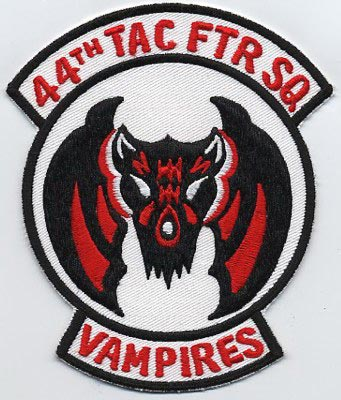 44TH TAC FTR SQ
VAMPIRES